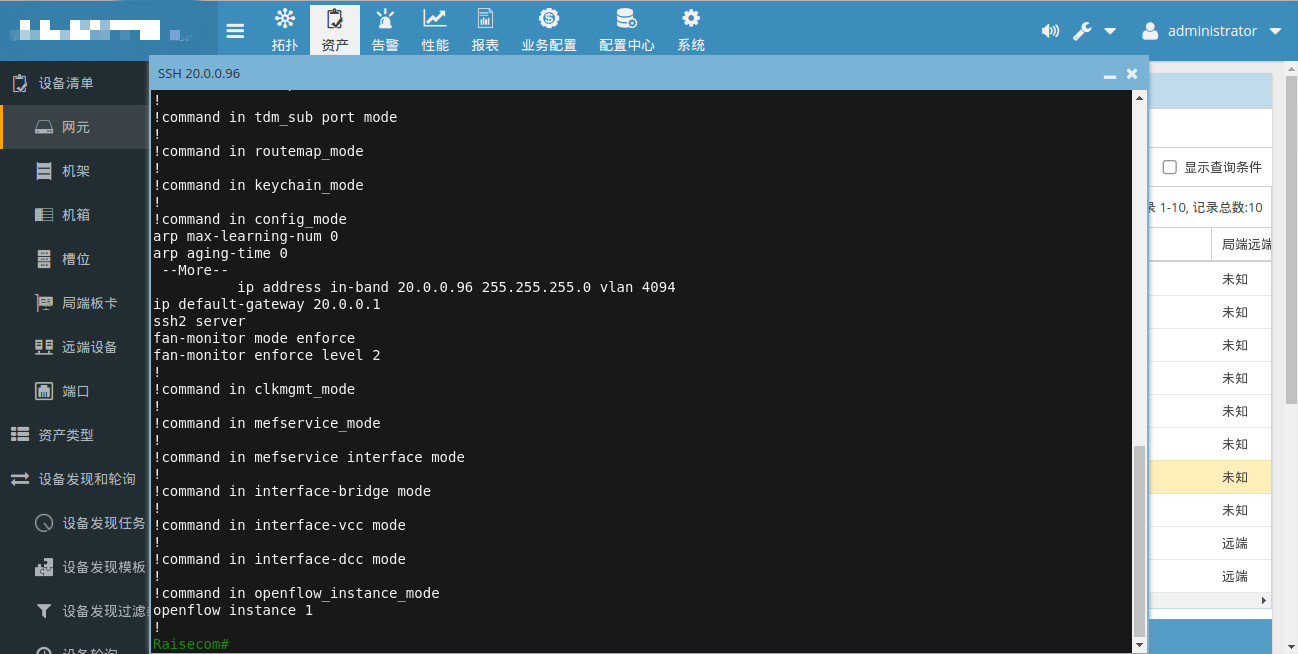 拓扑
资产
告警
性能
报表
业务配置
配置中心
系统
administrator
设备清单
网元
机架
机箱
槽位
局端板卡
远端设备
端口
资产类型
设备发现和轮询
设备发现任务
设备发现模板
设备发现过滤
设备轮询
SSH 20.0.0.96
!
!command in tdm_sub port mode
!
!command in routemap_mode
!
!command in keychain_mode
!
!command in config_mode
arp max-learning-num 0
arp aging-time 0
--More--
ip address in-band 20.0.0.96 255.255.255.0 vlan 4094
ip default-gateway 20.0.0.1
ssh2 server
fan-monitor mode enforce
fan-monitor enforce level 2
!
!command in clkmgmt_mode
!
!command in mefservice_mode
!
!command in mefservice interface mode
!
!command in interface-bridge mode
!
!command in interface-vcc mode
!
!command in interface-dcc mode
!
!command in openflow_instance_mode
openflow instance 1
!
Raisecom#
显示查询条件
录 1-10, 记录总数:10
局端远端
未知
未知
未知
未知
未知
未知
未知
未知
远端
远端